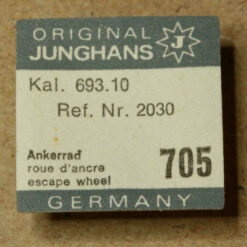 ORIGINAL
JUNGHANS J
Kal. 693.10
Ref. Nr. 2030
Ankerrad
roue d'ancre
escape wheel
705
GERMANY